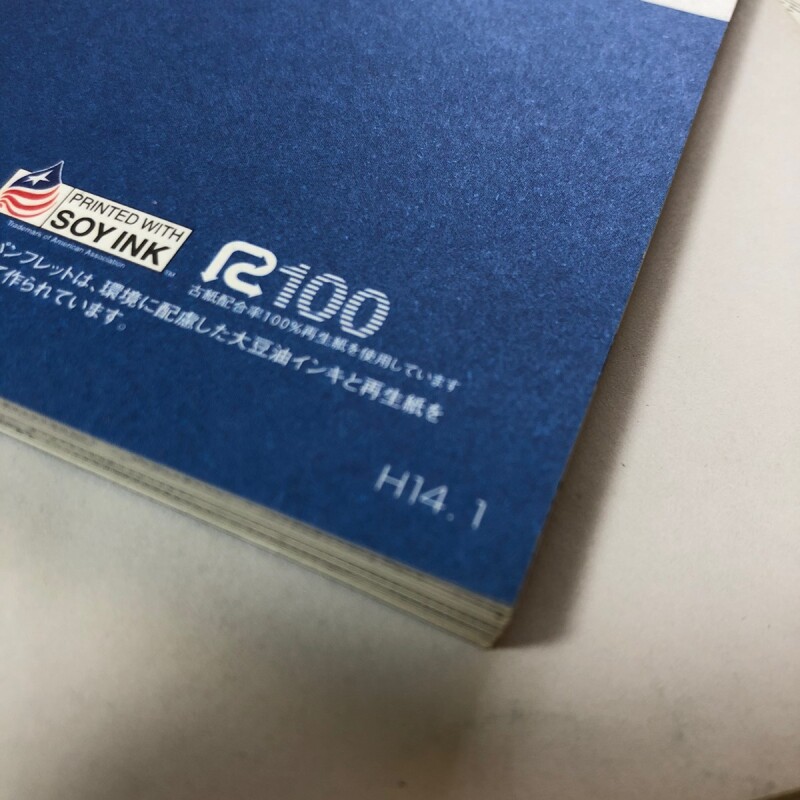 PRINTED WITH
SOY INK
Trademark of American Soybean Association
R100
古紙配合率100%再生紙を使用しています
パンフレットは、環境に配慮した大豆油インキと再生紙を
て作られています。
H14.1